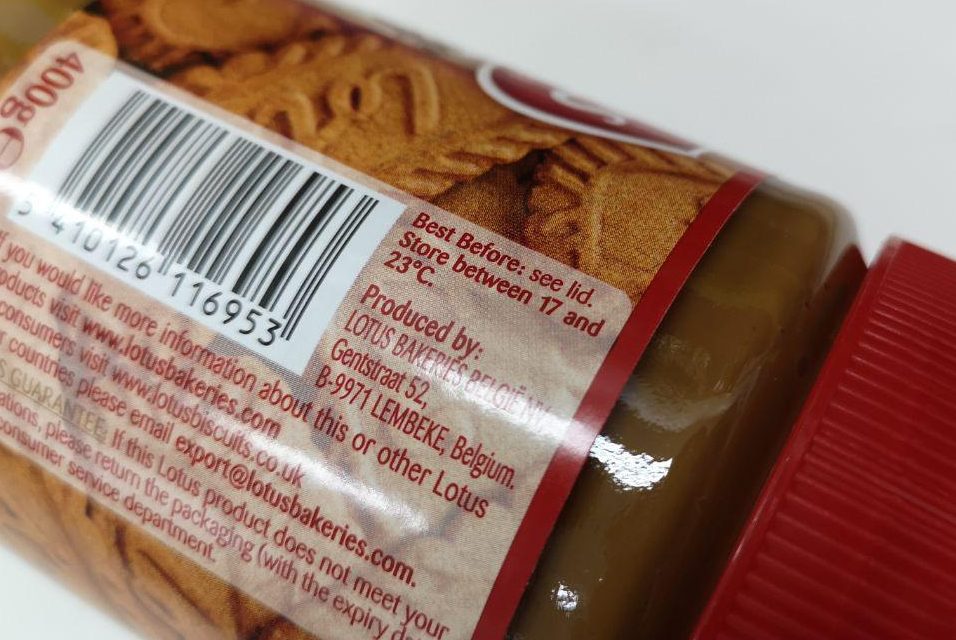 400g
5 410126 116953
Best Before: see lid.
Store between 17 and
23°C.
Produced by:
LOTUS BAKERIES BELGIË NV,
Gentstraat 52,
B-9971 LEMBEKE, Belgium.
If you would like more information about this or other Lotus
products visit www.lotusbakeries.com
consumers visit www.lotusbiscuits.co.uk
countries please email export@lotusbakeries.com.
GUARANTEE: If this Lotus product does not meet your
please return the packaging (with the expiry
consumer service department.